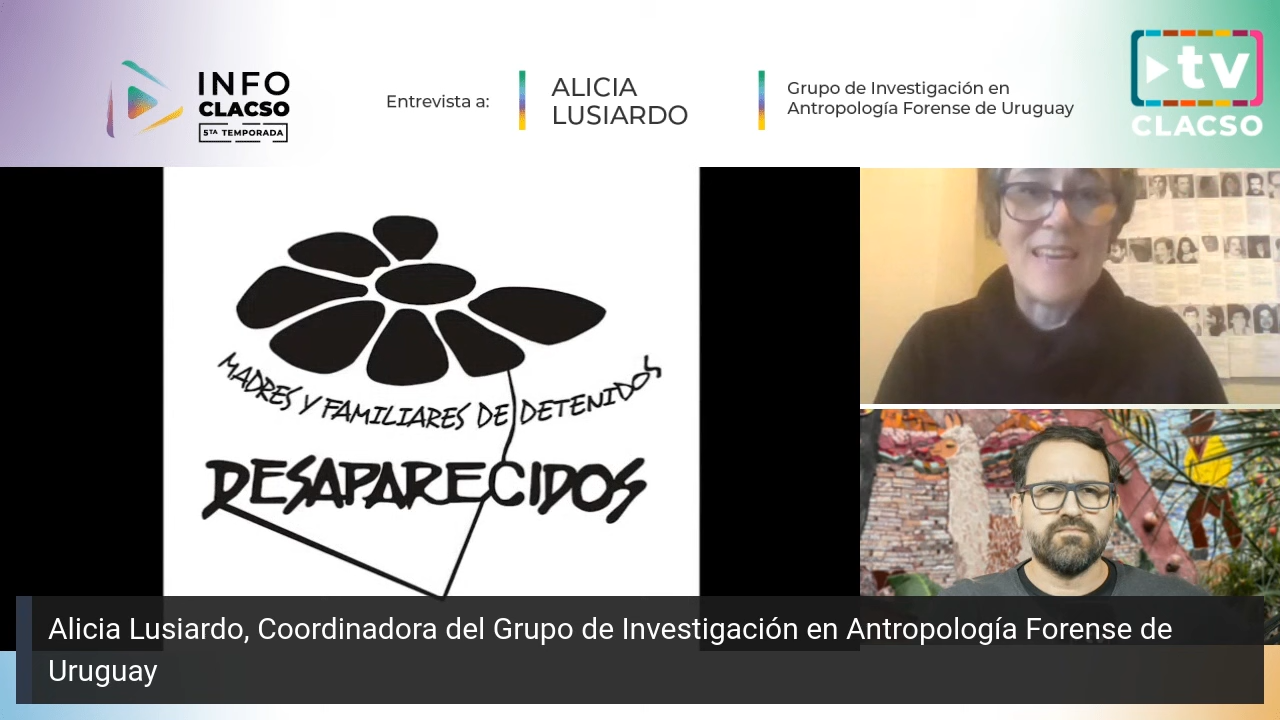 INFO
CLACSO
5TA TEMPORADA
Entrevista a:
ALICIA
LUSIARDO
Grupo de Investigación en
Antropología Forense de Uruguay
tv
CLACSO
MADRES Y FAMILIARES DE DETENIDOS
DESAPARECIDOS
Alicia Lusiardo, Coordinadora del Grupo de Investigación en Antropología Forense de
Uruguay